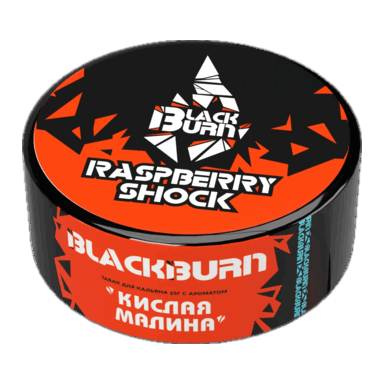 BLACK
BURN
RASPBERRY
SHOCK
BLACKBURN
ТАБАК ДЛЯ КАЛЬЯНА 25Г С АРОМАТОМ
"КИСЛАЯ
МАЛИНА"